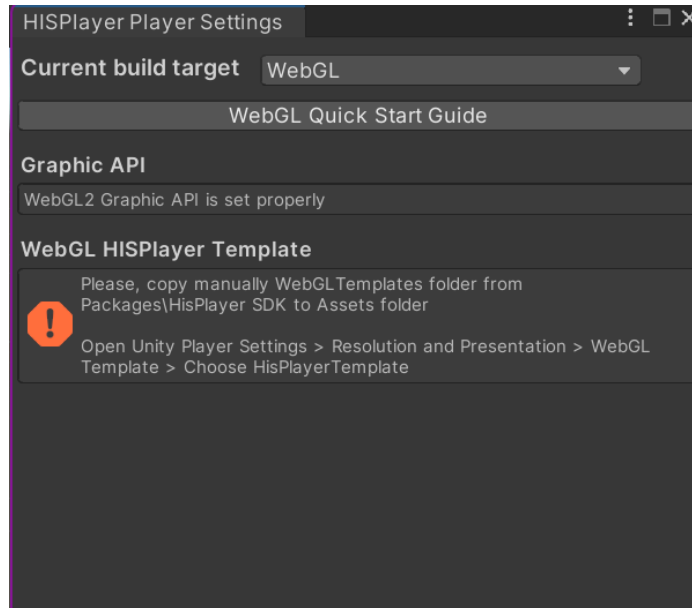 HISPlayer Player Settings
Current build target WebGL
WebGL Quick Start Guide
Graphic API
WebGL2 Graphic API is set properly
WebGL HISPlayer Template
Please, copy manually WebGLTemplates folder from
Packages\HisPlayer SDK to Assets folder
Open Unity Player Settings > Resolution and Presentation > WebGL
Template > Choose HisPlayerTemplate